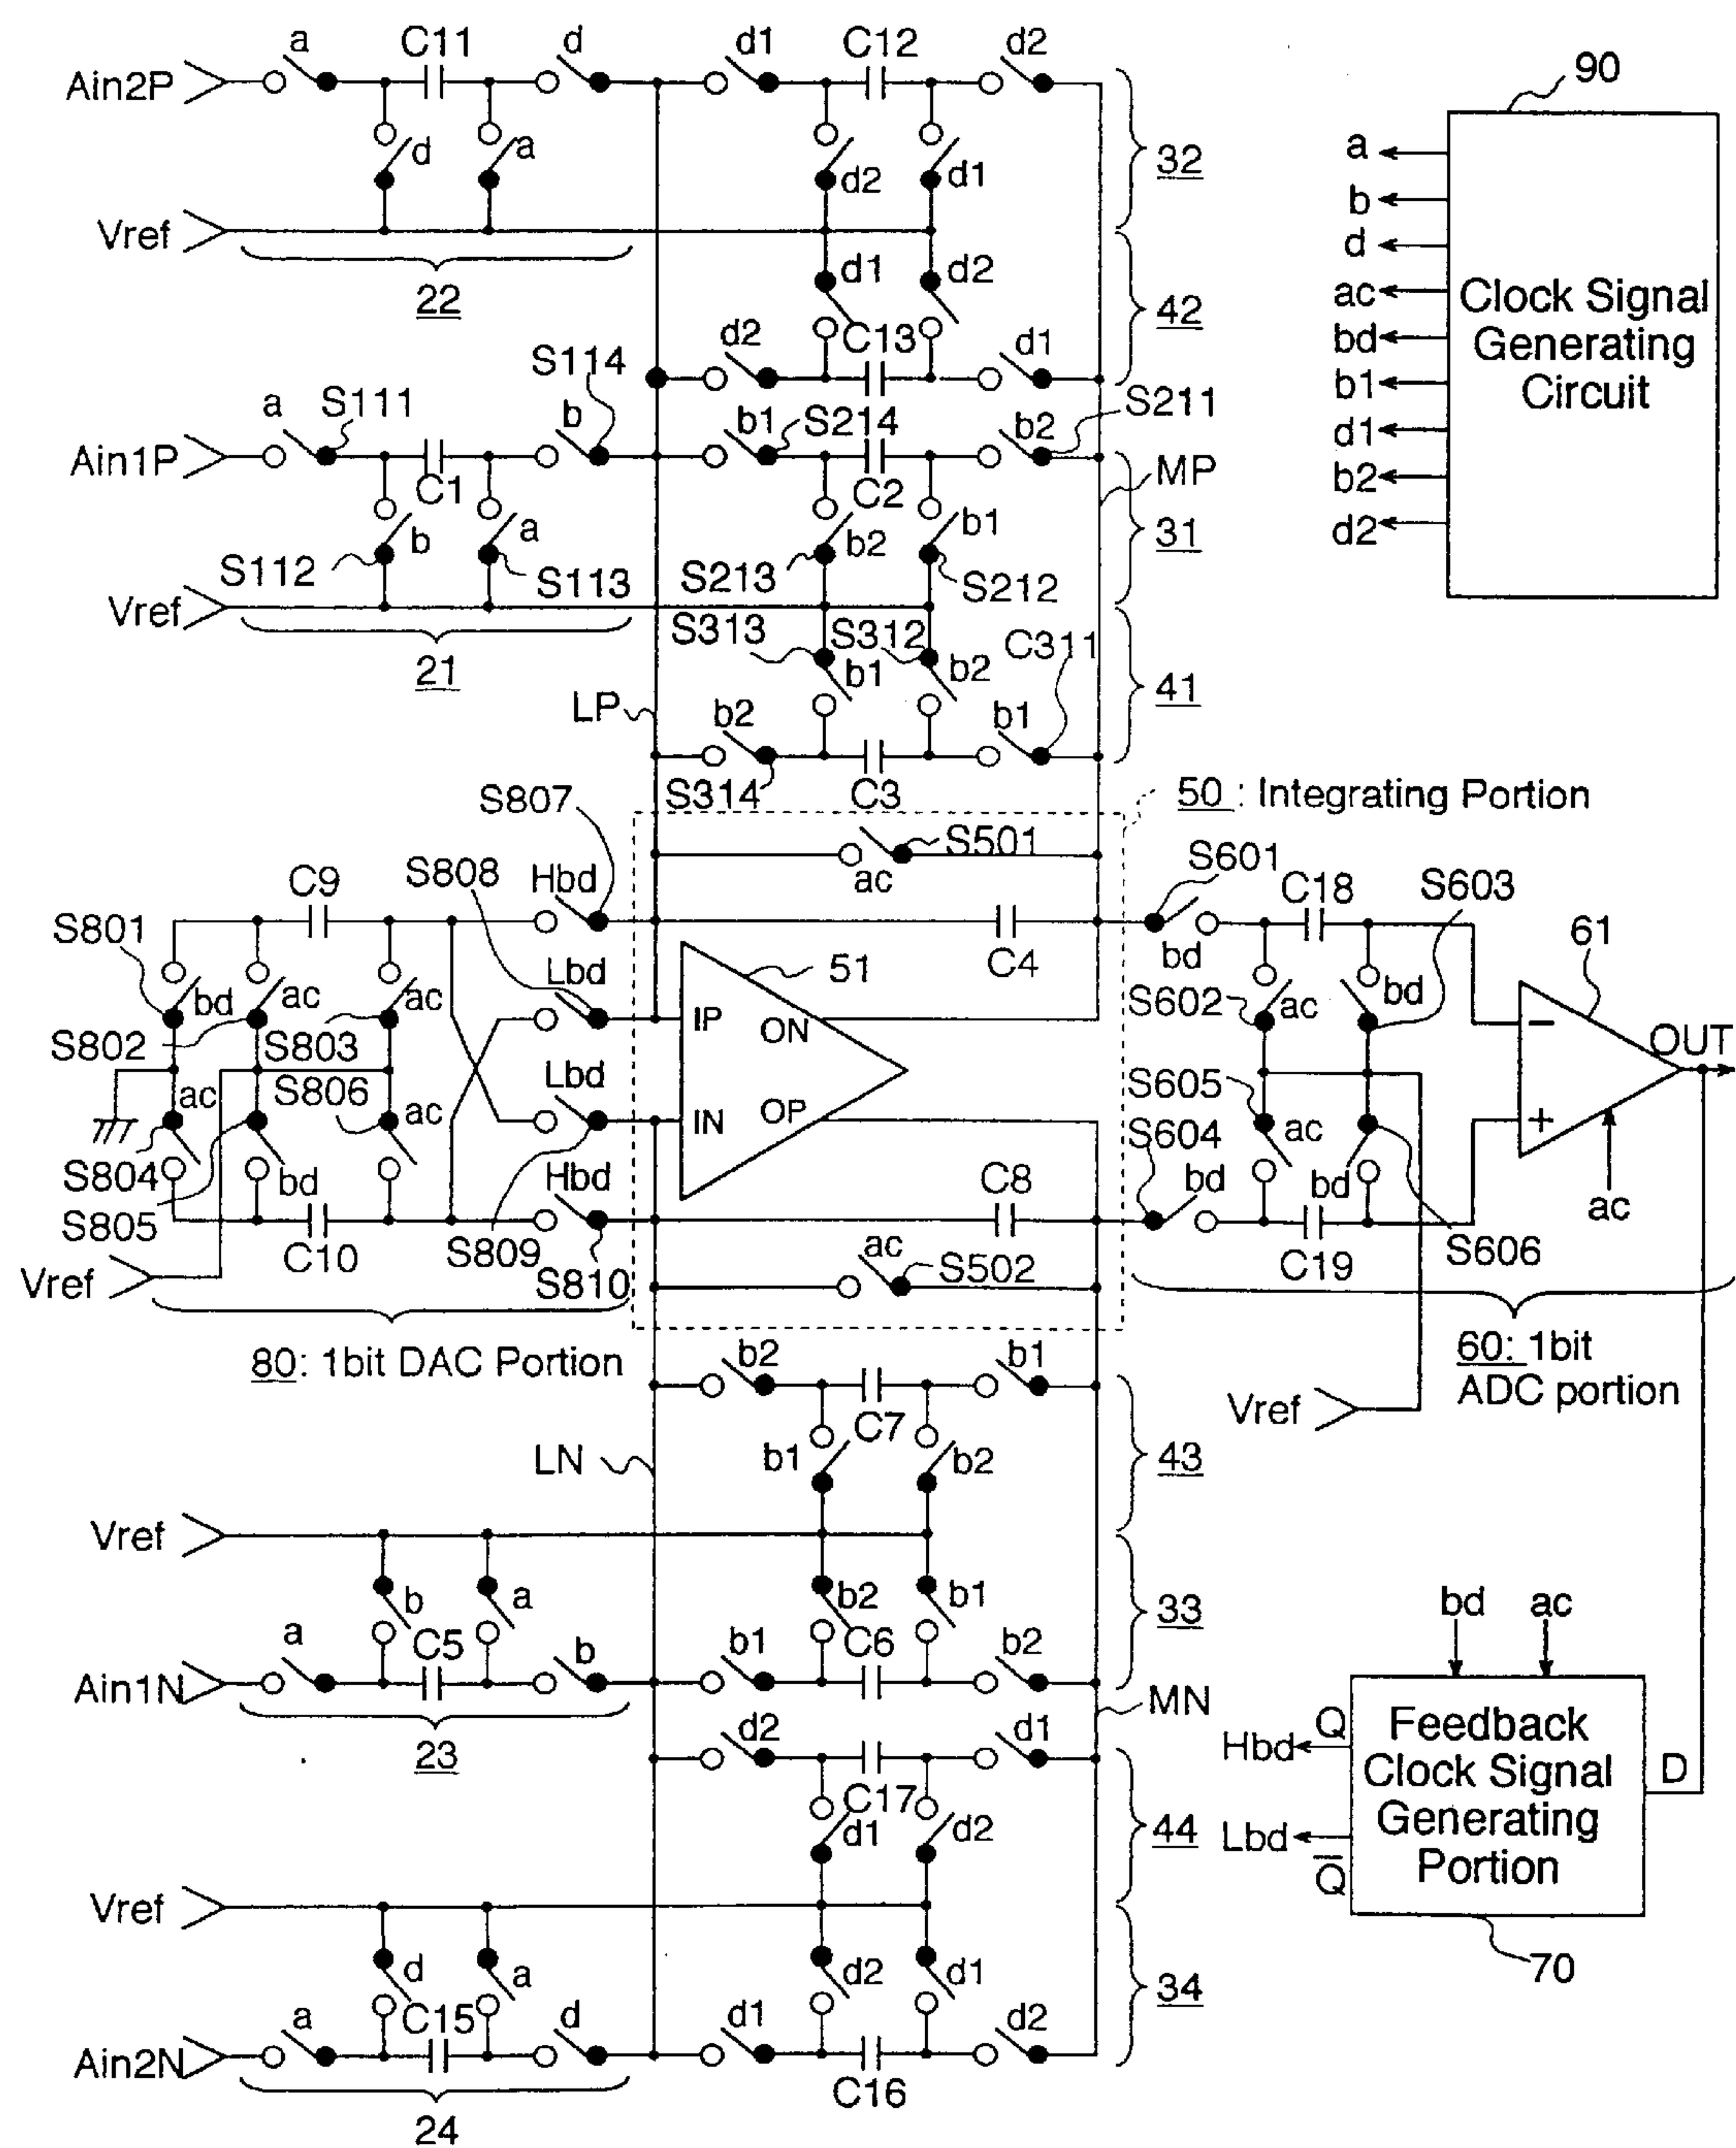 a
C11
d
d1
C12
d2
Ain2P
d
a
d2
d1
32
Vref
22
d1
d2
42
C13
d2
d1
90
a
b
d
ac
bd
b1
d1
b2
d2
Clock Signal
Generating
Circuit
S114
a
S111
b
b1
S214
b2
S211
Ain1P
C1
C2
MP
b
a
b2
b1
31
S112
S113
S213
S212
Vref
21
S313
S312
C311
b1
b2
41
LP
b2
b1
S314
C3
S807
50 : Integrating Portion
S501
ac
S601
C9
S808
Hbd
C18
S603
S801
C4
bd
61
bd
ac
ac
Lbd
51
S602
ac
bd
S802
S803
IP
ON
OUT
ac
S806
ac
Lbd
S605
IN
OP
S604
ac
S804
bd
Hbd
C8
bd
bd
ac
S805
C10
S809
S810
ac
S502
C19
S606
Vref
80: 1bit DAC Portion
60: 1bit
ADC portion
Vref
b2
b1
C7
LN
b1
b2
43
Vref
b
a
b2
b1
33
a
C5
b
b1
C6
b2
Ain1N
23
MN
d2
d1
C17
d1
d2
44
Vref
d
a
d2
d1
34
a
C15
d
d1
d2
Ain2N
C16
24
bd
ac
Q
Hbd
Feedback
Clock Signal
Generating
Portion
D
Lbd
Q̅
70